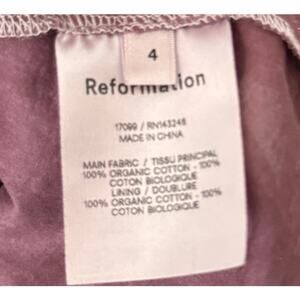 4
Reformation
17099 / RN143246
MADE IN CHINA
MAIN FABRIC / TISSU PRINCIPAL
100% ORGANIC COTTON - 100%
COTON BIOLOGIQUE
LINING / DOUBLURE
100% ORGANIC COTTON - 100%
COTON BIOLOGIQUE